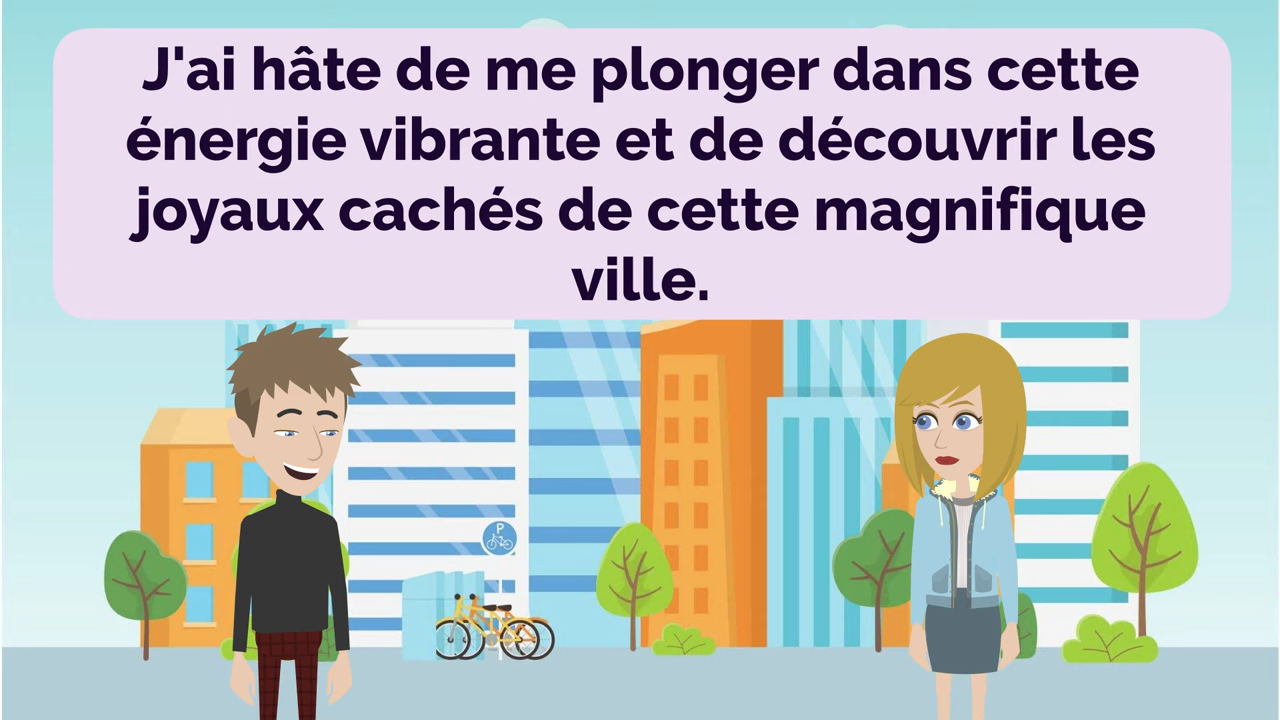 J'ai hâte de me plonger dans cette
énergie vibrante et de découvrir les
joyaux cachés de cette magnifique
ville.
P